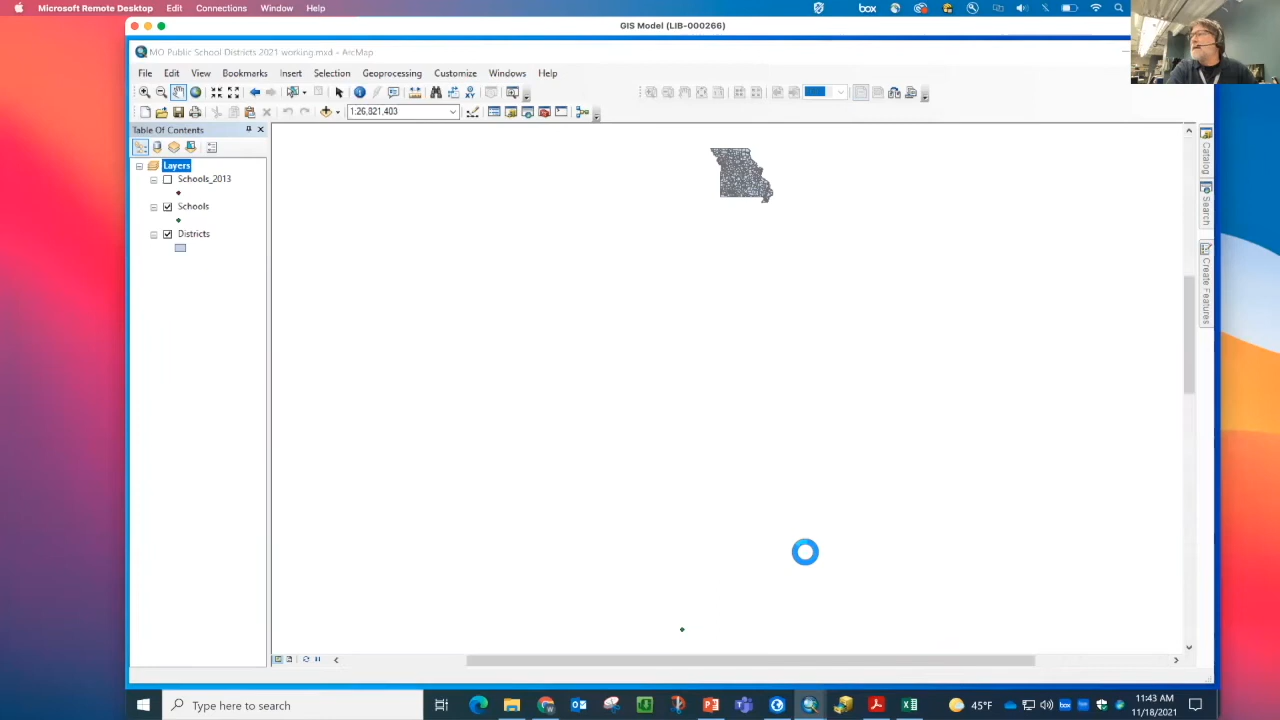 Microsoft Remote Desktop Edit Connections Window Help
box
GIS Model (LIB-000266)
MO Public School Districts 2021 working.mxd - ArcMap
File Edit View Bookmarks Insert Selection Geoprocessing Customize Windows Help
1:26,821,403
Table Of Contents
Layers
Schools_2013
Schools
Districts
Catalog
Search
Create Features
Type here to search
45°F
box
11:43 AM
11/18/2021